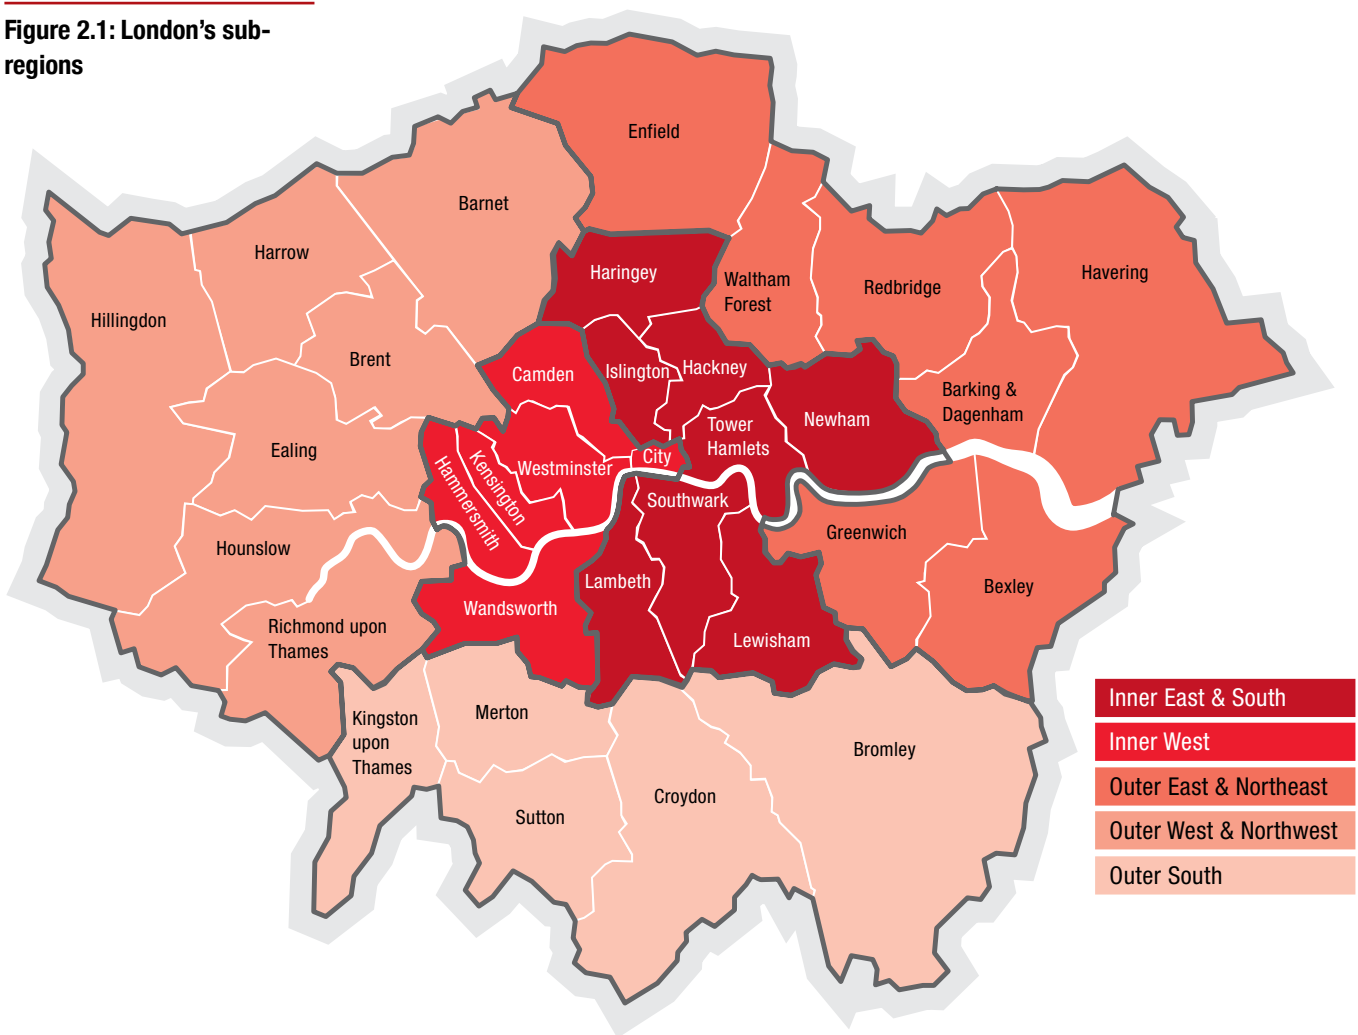 Figure 2.1: London's sub-
regions
Enfield
Barnet
Harrow
Haringey
Waltham
Forest
Redbridge
Havering
Hillingdon
Brent
Camden
Islington
Hackney
Barking &
Dagenham
Newham
Tower
Hamlets
Ealing
Hammersmith
Kensington
Westminster
City
Southwark
Greenwich
Hounslow
Lambeth
Bexley
Wandsworth
Richmond upon
Thames
Lewisham
Kingston
upon
Thames
Merton
Bromley
Croydon
Sutton
Inner East & South
Inner West
Outer East & Northeast
Outer West & Northwest
Outer South